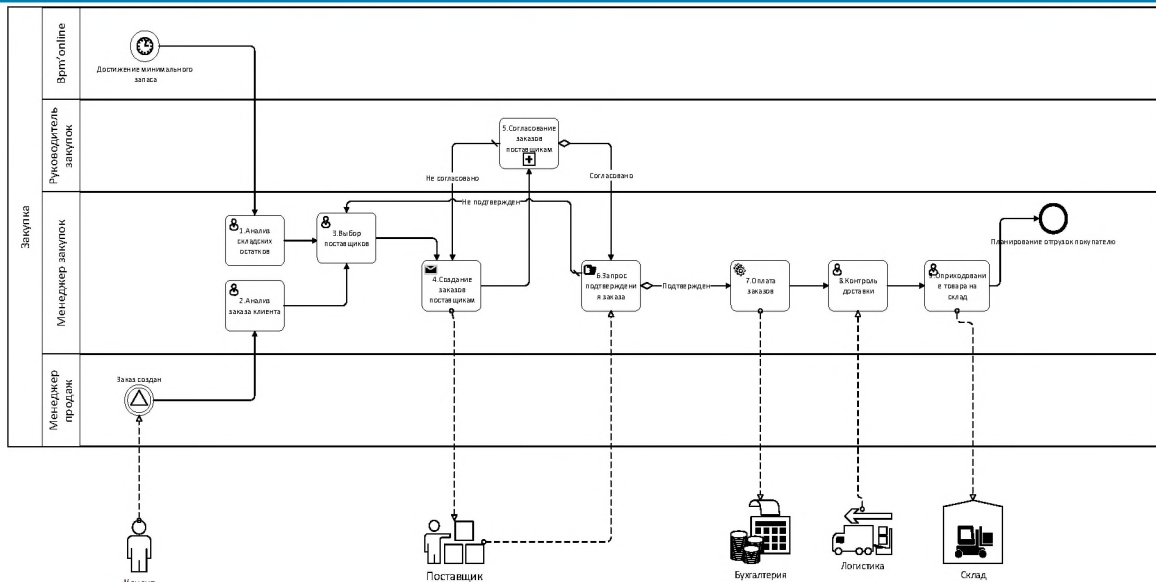 Закупка
Bpm'online
Достижение минимального
запаса
Руководитель
закупок
5.Согласование
заказов
поставщикам
Не согласовано
Согласовано
Менеджер закупок
Не подтвержден
1.Анализ
складских
остатков
3.Выбор
поставщиков
2.Анализ
заказа клиента
4.Создание
заказов
поставщикам
6.Запрос
подтверждени
я заказа
Подтвержден
7.Оплата
заказов
8.Контроль
доставки
9.Оприходовани
е товара на
склад
Планирование отгрузок покупателю
Менеджер
продаж
Заказ создан
Клиент
Поставщик
Бухгалтерия
Логистика
Склад